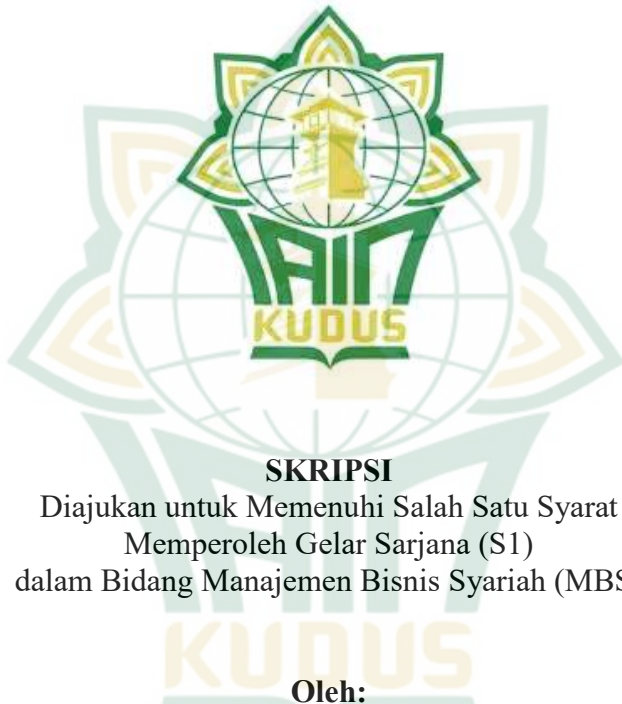 IAIN
KUDUS
SKRIPSI
Diajukan untuk Memenuhi Salah Satu Syarat
Memperoleh Gelar Sarjana (S1)
dalam Bidang Manajemen Bisnis Syariah (MBS
KUDUS
Oleh: